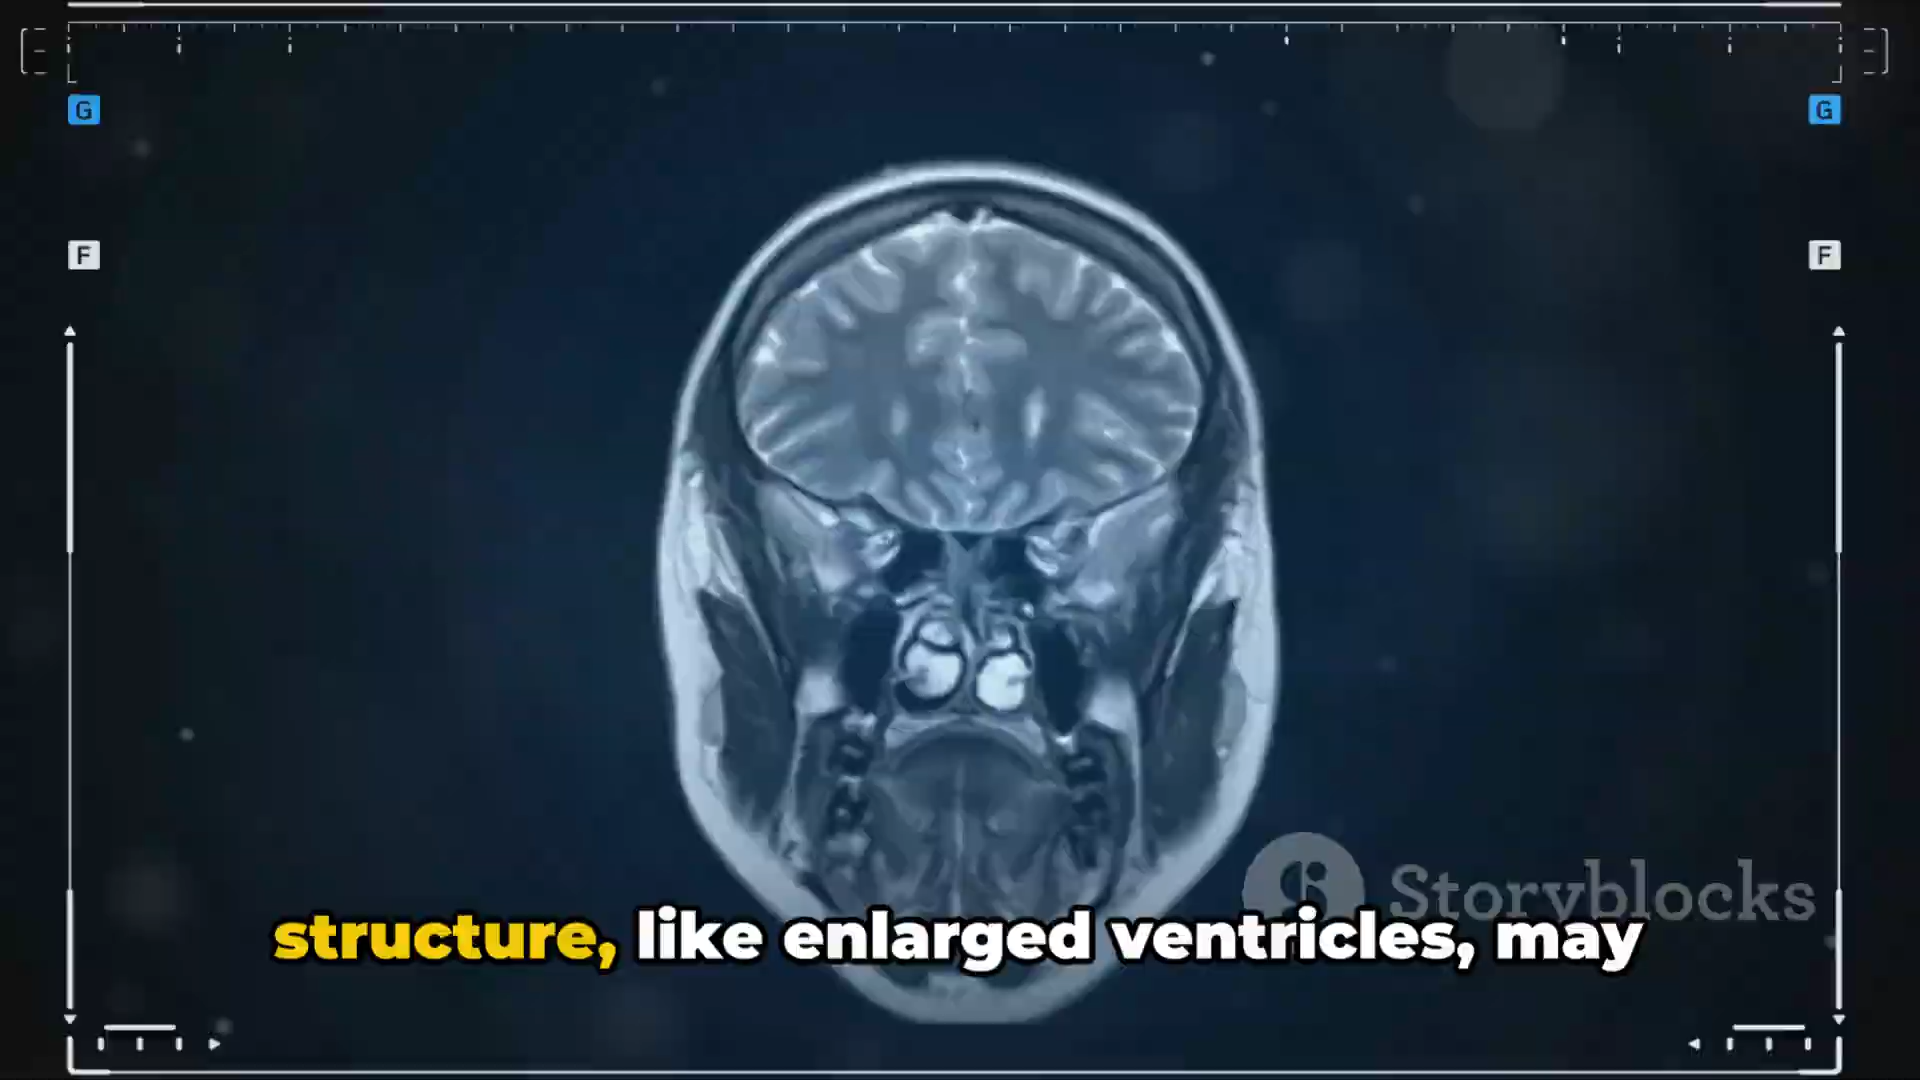 G G
F F
Storyblocks
structure, like enlarged ventricles, may